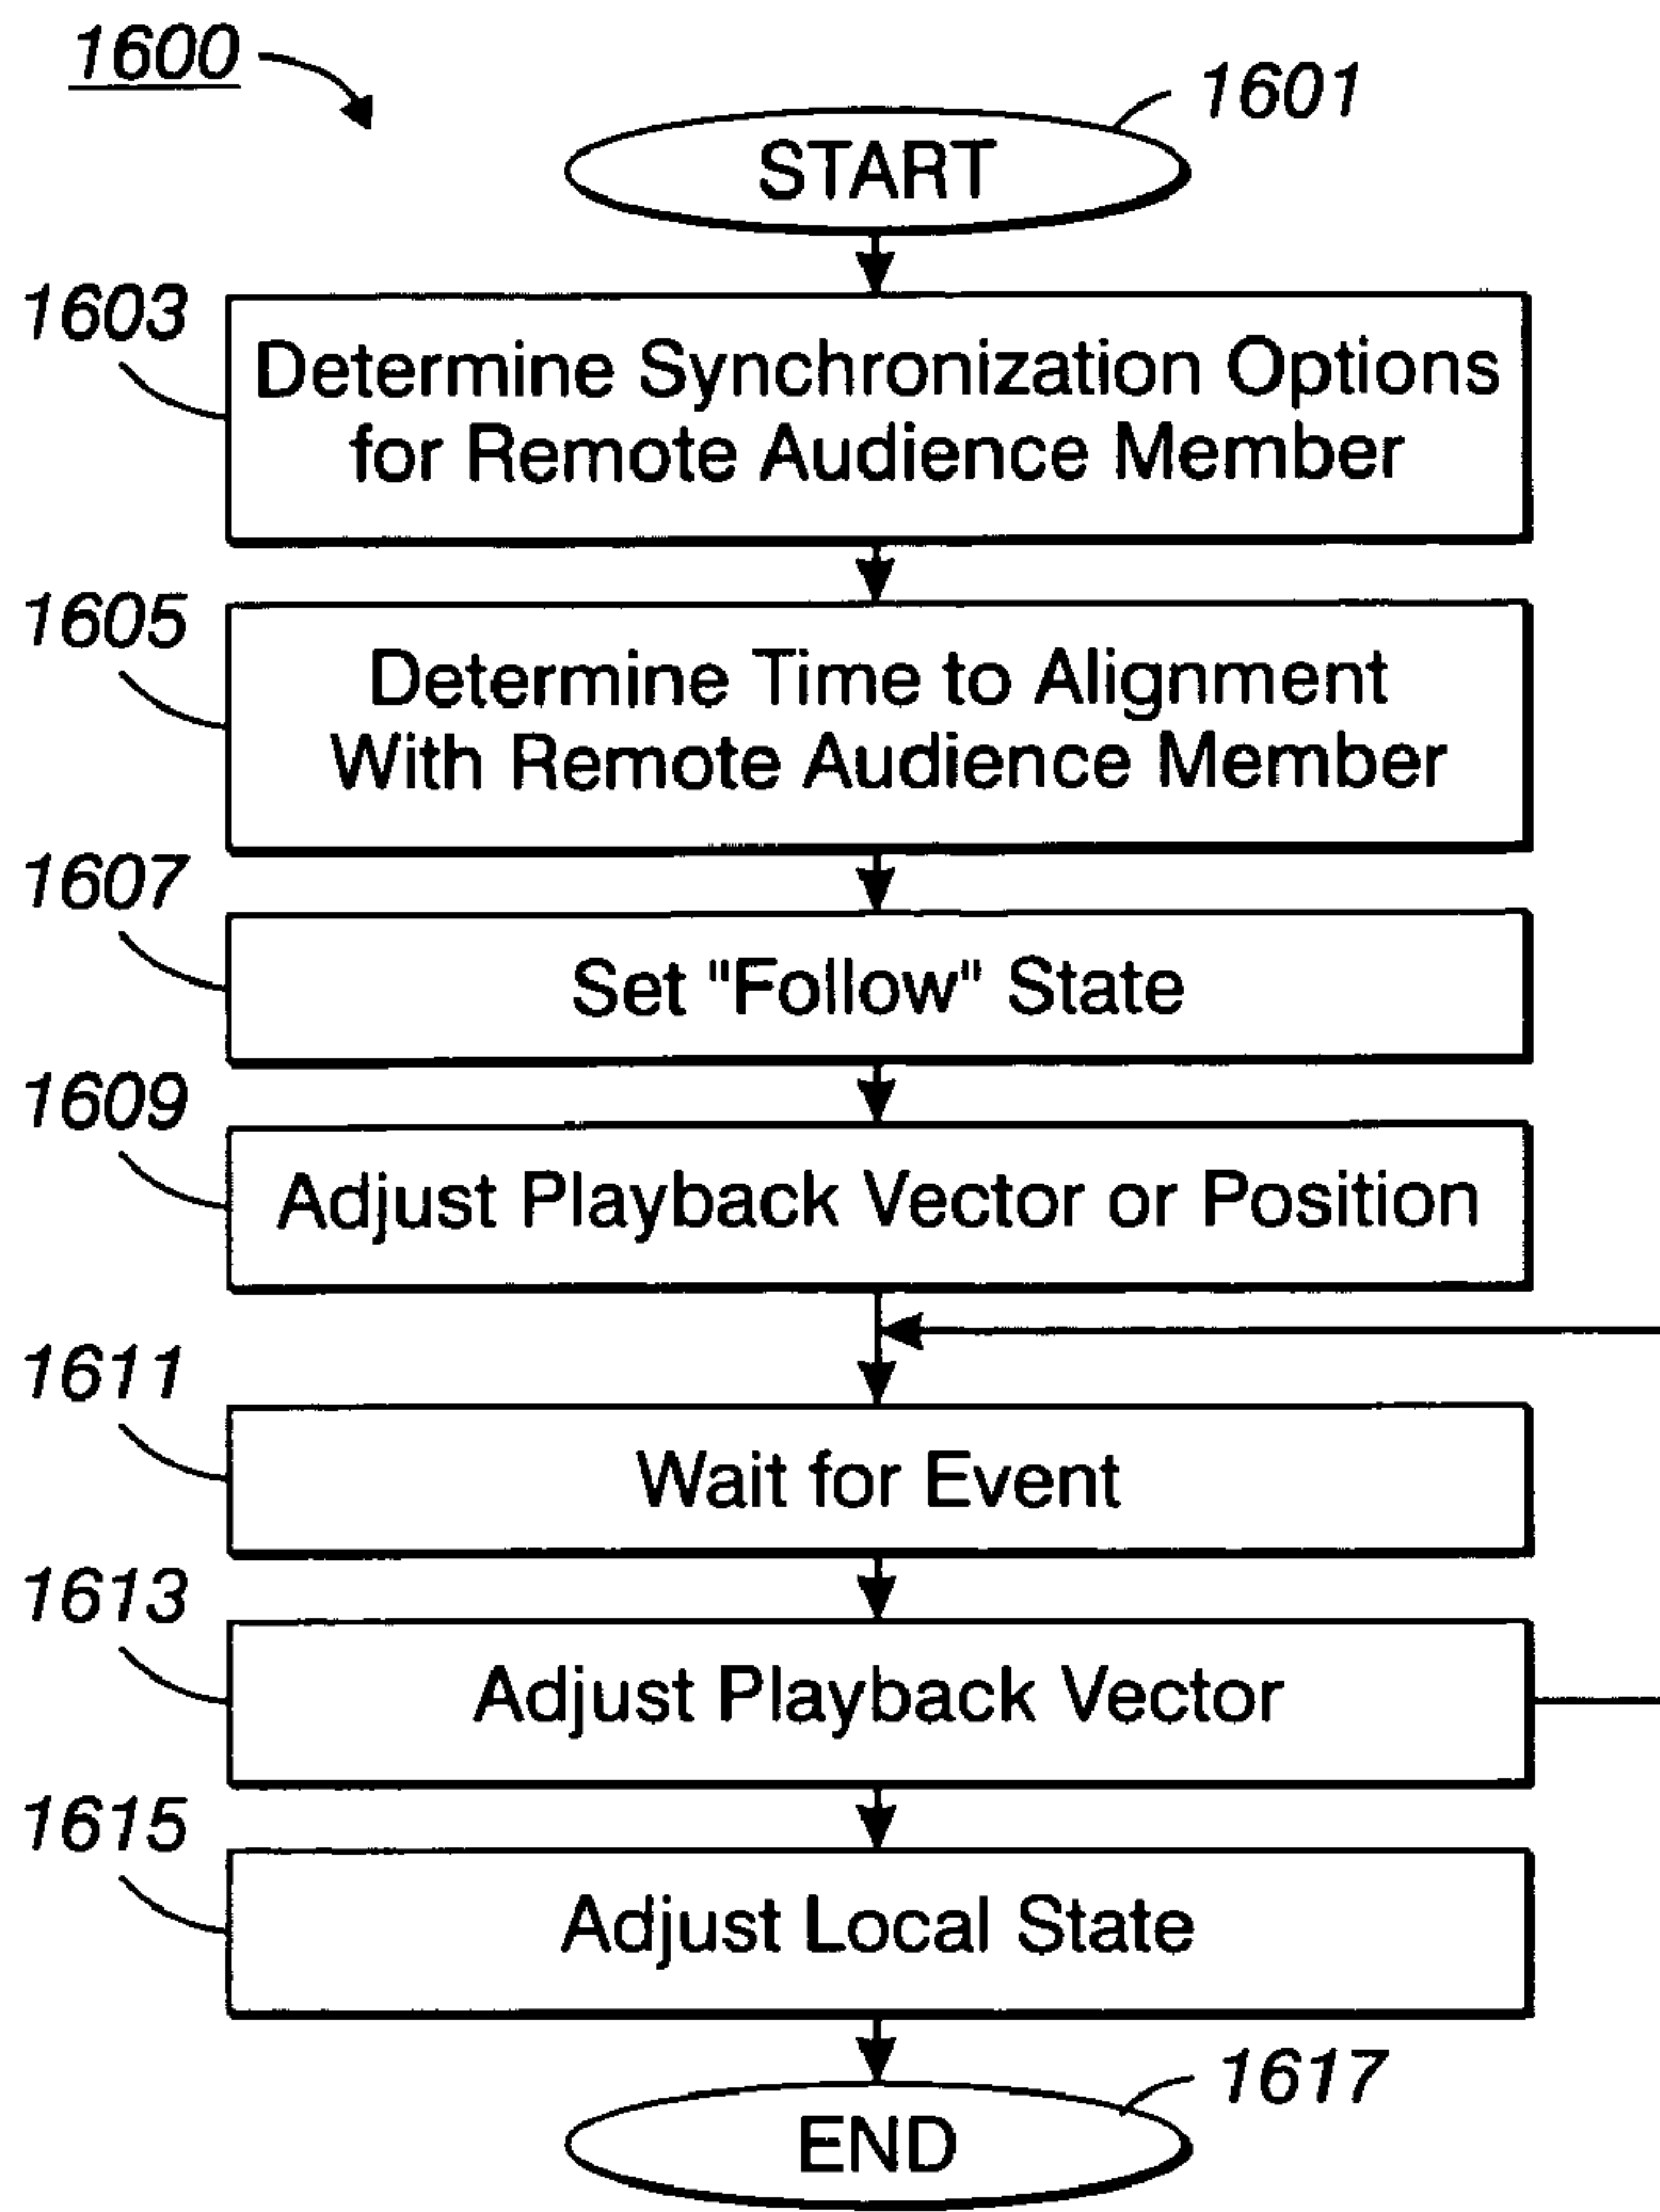 1600
1601
START
1603
Determine Synchronization Options
for Remote Audience Member
1605
Determine Time to Alignment
With Remote Audience Member
1607
Set "Follow" State
1609
Adjust Playback Vector or Position
1611
Wait for Event
1613
Adjust Playback Vector
1615
Adjust Local State
1617
END